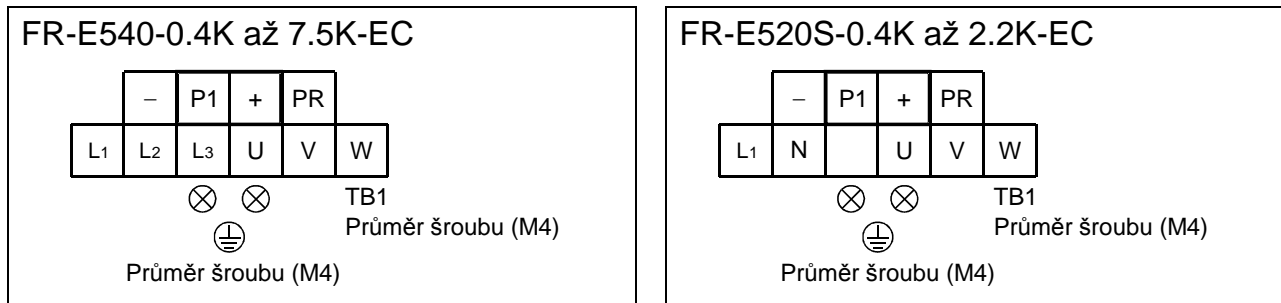 FR-E540-0.4K až 7.5K-EC
− P1 + PR
L1 L2 L3 U V W
TB1
Průměr šroubu (M4)
Průměr šroubu (M4)
FR-E520S-0.4K až 2.2K-EC
− P1 + PR
L1 N U V W
TB1
Průměr šroubu (M4)
Průměr šroubu (M4)